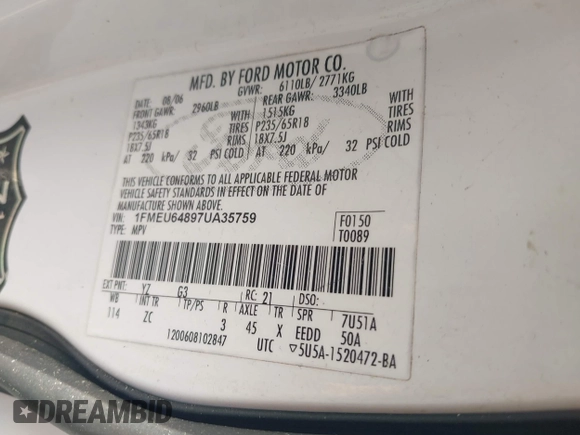 MFD. BY FORD MOTOR CO.
DATE: 08/06 GVWR: 6110LB/2771KG
FRONT GAWR: 2960LB REAR GAWR: 3340LB
1343KG WITH 1515KG WITH
P235/65R18 TIRES P235/65R18 TIRES
18X7.5J RIMS 18X7.5J RIMS
AT 220 kPa/ 32 PSI COLD AT 220 kPa/ 32 PSI COLD
THIS VEHICLE CONFORMS TO ALL APPLICABLE FEDERAL MOTOR
VEHICLE SAFETY STANDARDS IN EFFECT ON THE DATE OF
MANUFACTURE SHOWN ABOVE.
VIN: 1FMEU64897UA35759 F0150
TYPE: MPV T0089
EXT PNT: YZ G3 RC: 21 DSO:
WB INT TR TP/PS R AXLE TR SPR 7U51A
114 ZC 3 45 X EEDD 50A
1200608102847 UTC ▽5U5A-1520472-BA
DREAMBID